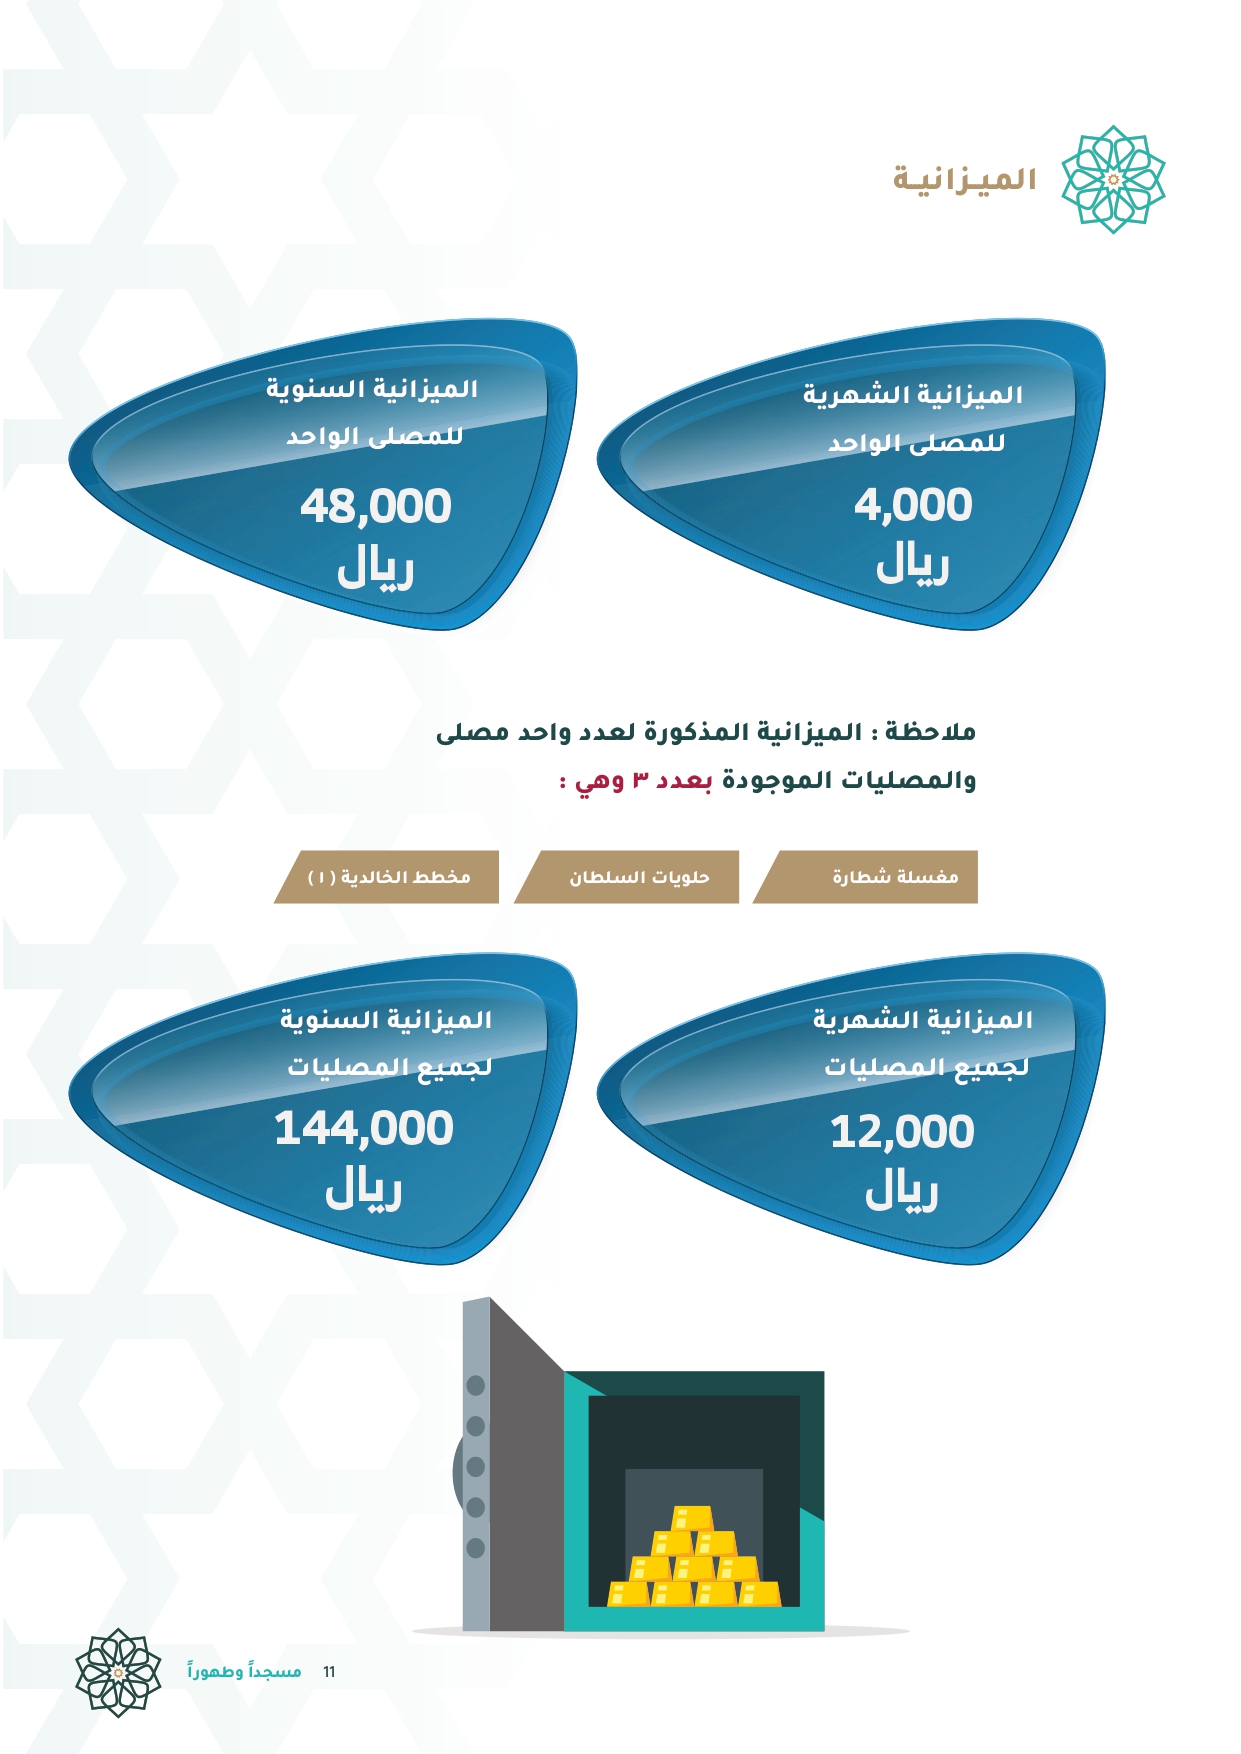 الميـزانيـة
الميزانية الشهرية
للمصلى الواحد
4,000
ريال
الميزانية السنوية
للمصلى الواحد
48,000
ريال
ملاحظة : الميزانية المذكورة لعدد واحد مصلى
والمصليات الموجودة بعدد ٣ وهي :
مغسلة شطارة
حلويات السلطان
مخطط الخالدية ( ١ )
الميزانية الشهرية
لجميع المصليات
12,000
ريال
الميزانية السنوية
لجميع المصليات
144,000
ريال
11 مسجداً وطهوراً